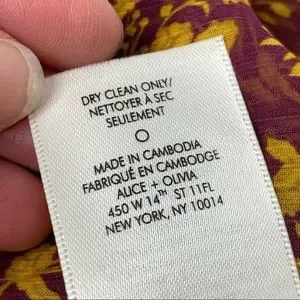 DRY CLEAN ONLY/
NETTOYER À SEC
SEULEMENT
MADE IN CAMBODIA
FABRIQUÉ EN CAMBODGE
ALICE + OLIVIA
450 W 14TH ST 11FL
NEW YORK, NY 10014